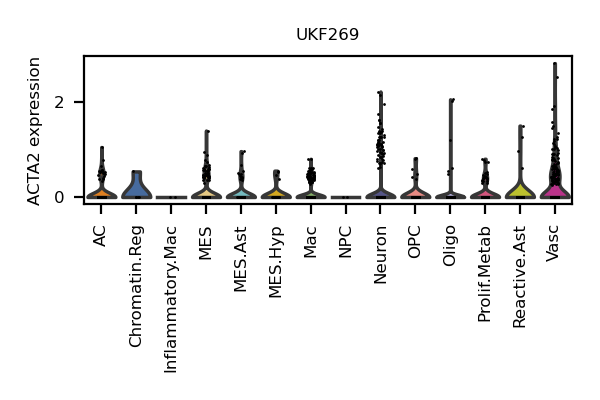 UKF269
ACTA2 expression
2
0
AC
Chromatin.Reg
Inflammatory.Mac
MES
MES.Ast
MES.Hyp
Mac
NPC
Neuron
OPC
Oligo
Prolif.Metab
Reactive.Ast
Vasc